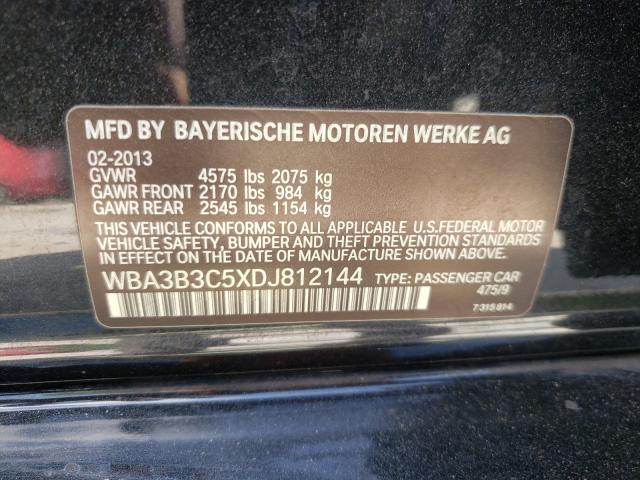 MFD BY BAYERISCHE MOTOREN WERKE AG
02-2013
GVWR 4575 lbs 2075 kg
GAWR FRONT 2170 lbs 984 kg
GAWR REAR 2545 lbs 1154 kg
THIS VEHICLE CONFORMS TO ALL APPLICABLE U.S.FEDERAL MOTOR
VEHICLE SAFETY, BUMPER AND THEFT PREVENTION STANDARDS
IN EFFECT ON THE DATE OF MANUFACTURE SHOWN ABOVE.
WBA3B3C5XDJ812144 TYPE: PASSENGER CAR
475/9
7 315 814